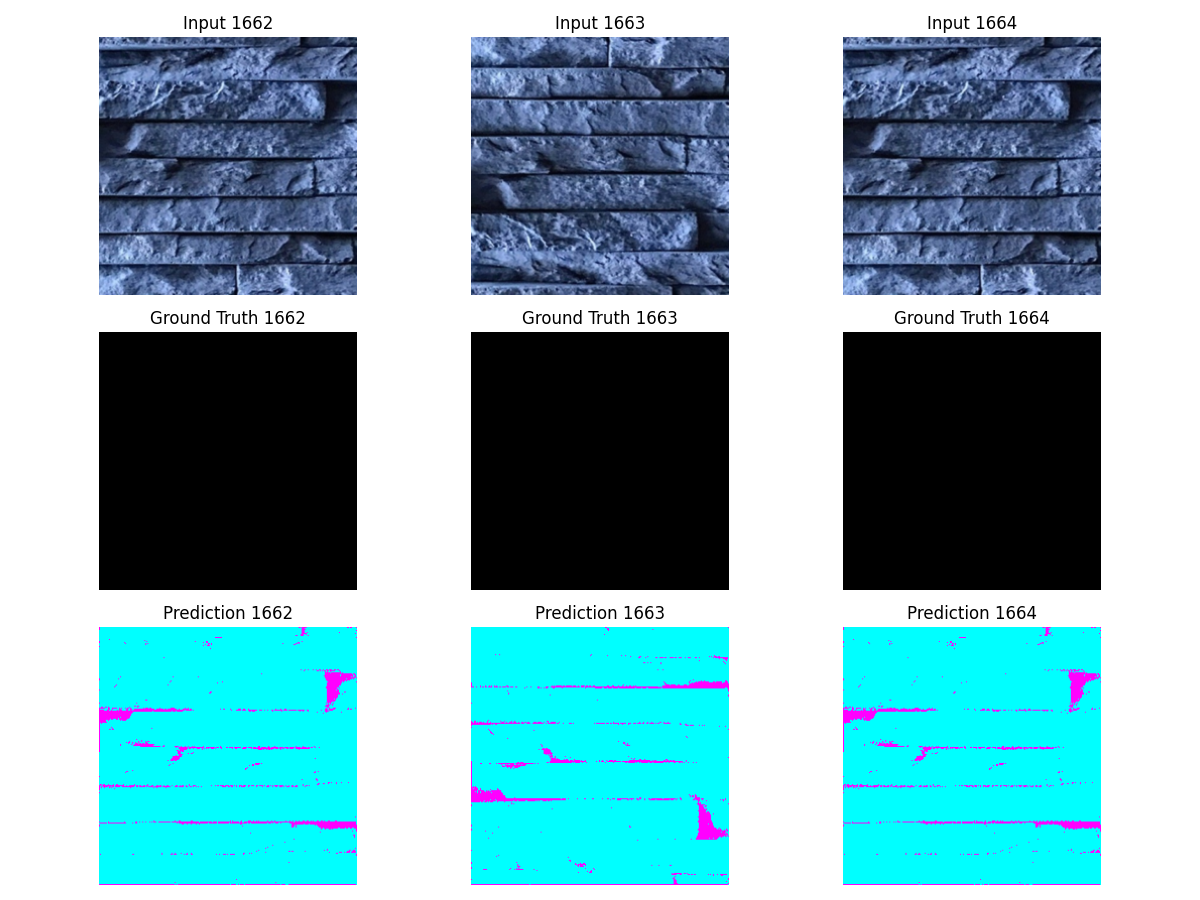 Input 1662
Input 1663
Input 1664
Ground Truth 1662
Ground Truth 1663
Ground Truth 1664
Prediction 1662
Prediction 1663
Prediction 1664